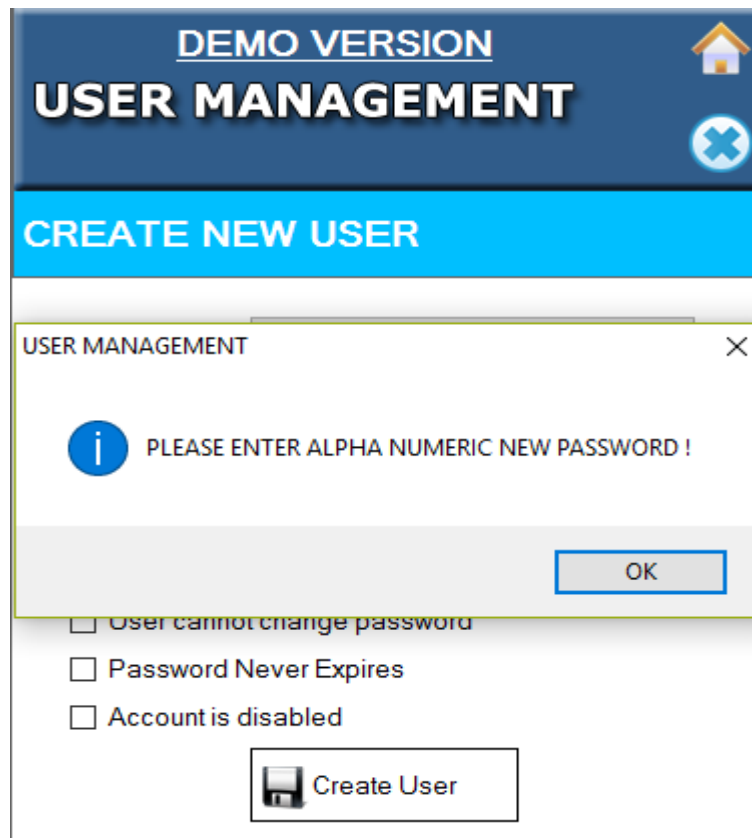 DEMO VERSION
USER MANAGEMENT
CREATE NEW USER
USER MANAGEMENT
PLEASE ENTER ALPHA NUMERIC NEW PASSWORD !
OK
User cannot change password
Password Never Expires
Account is disabled
Create User